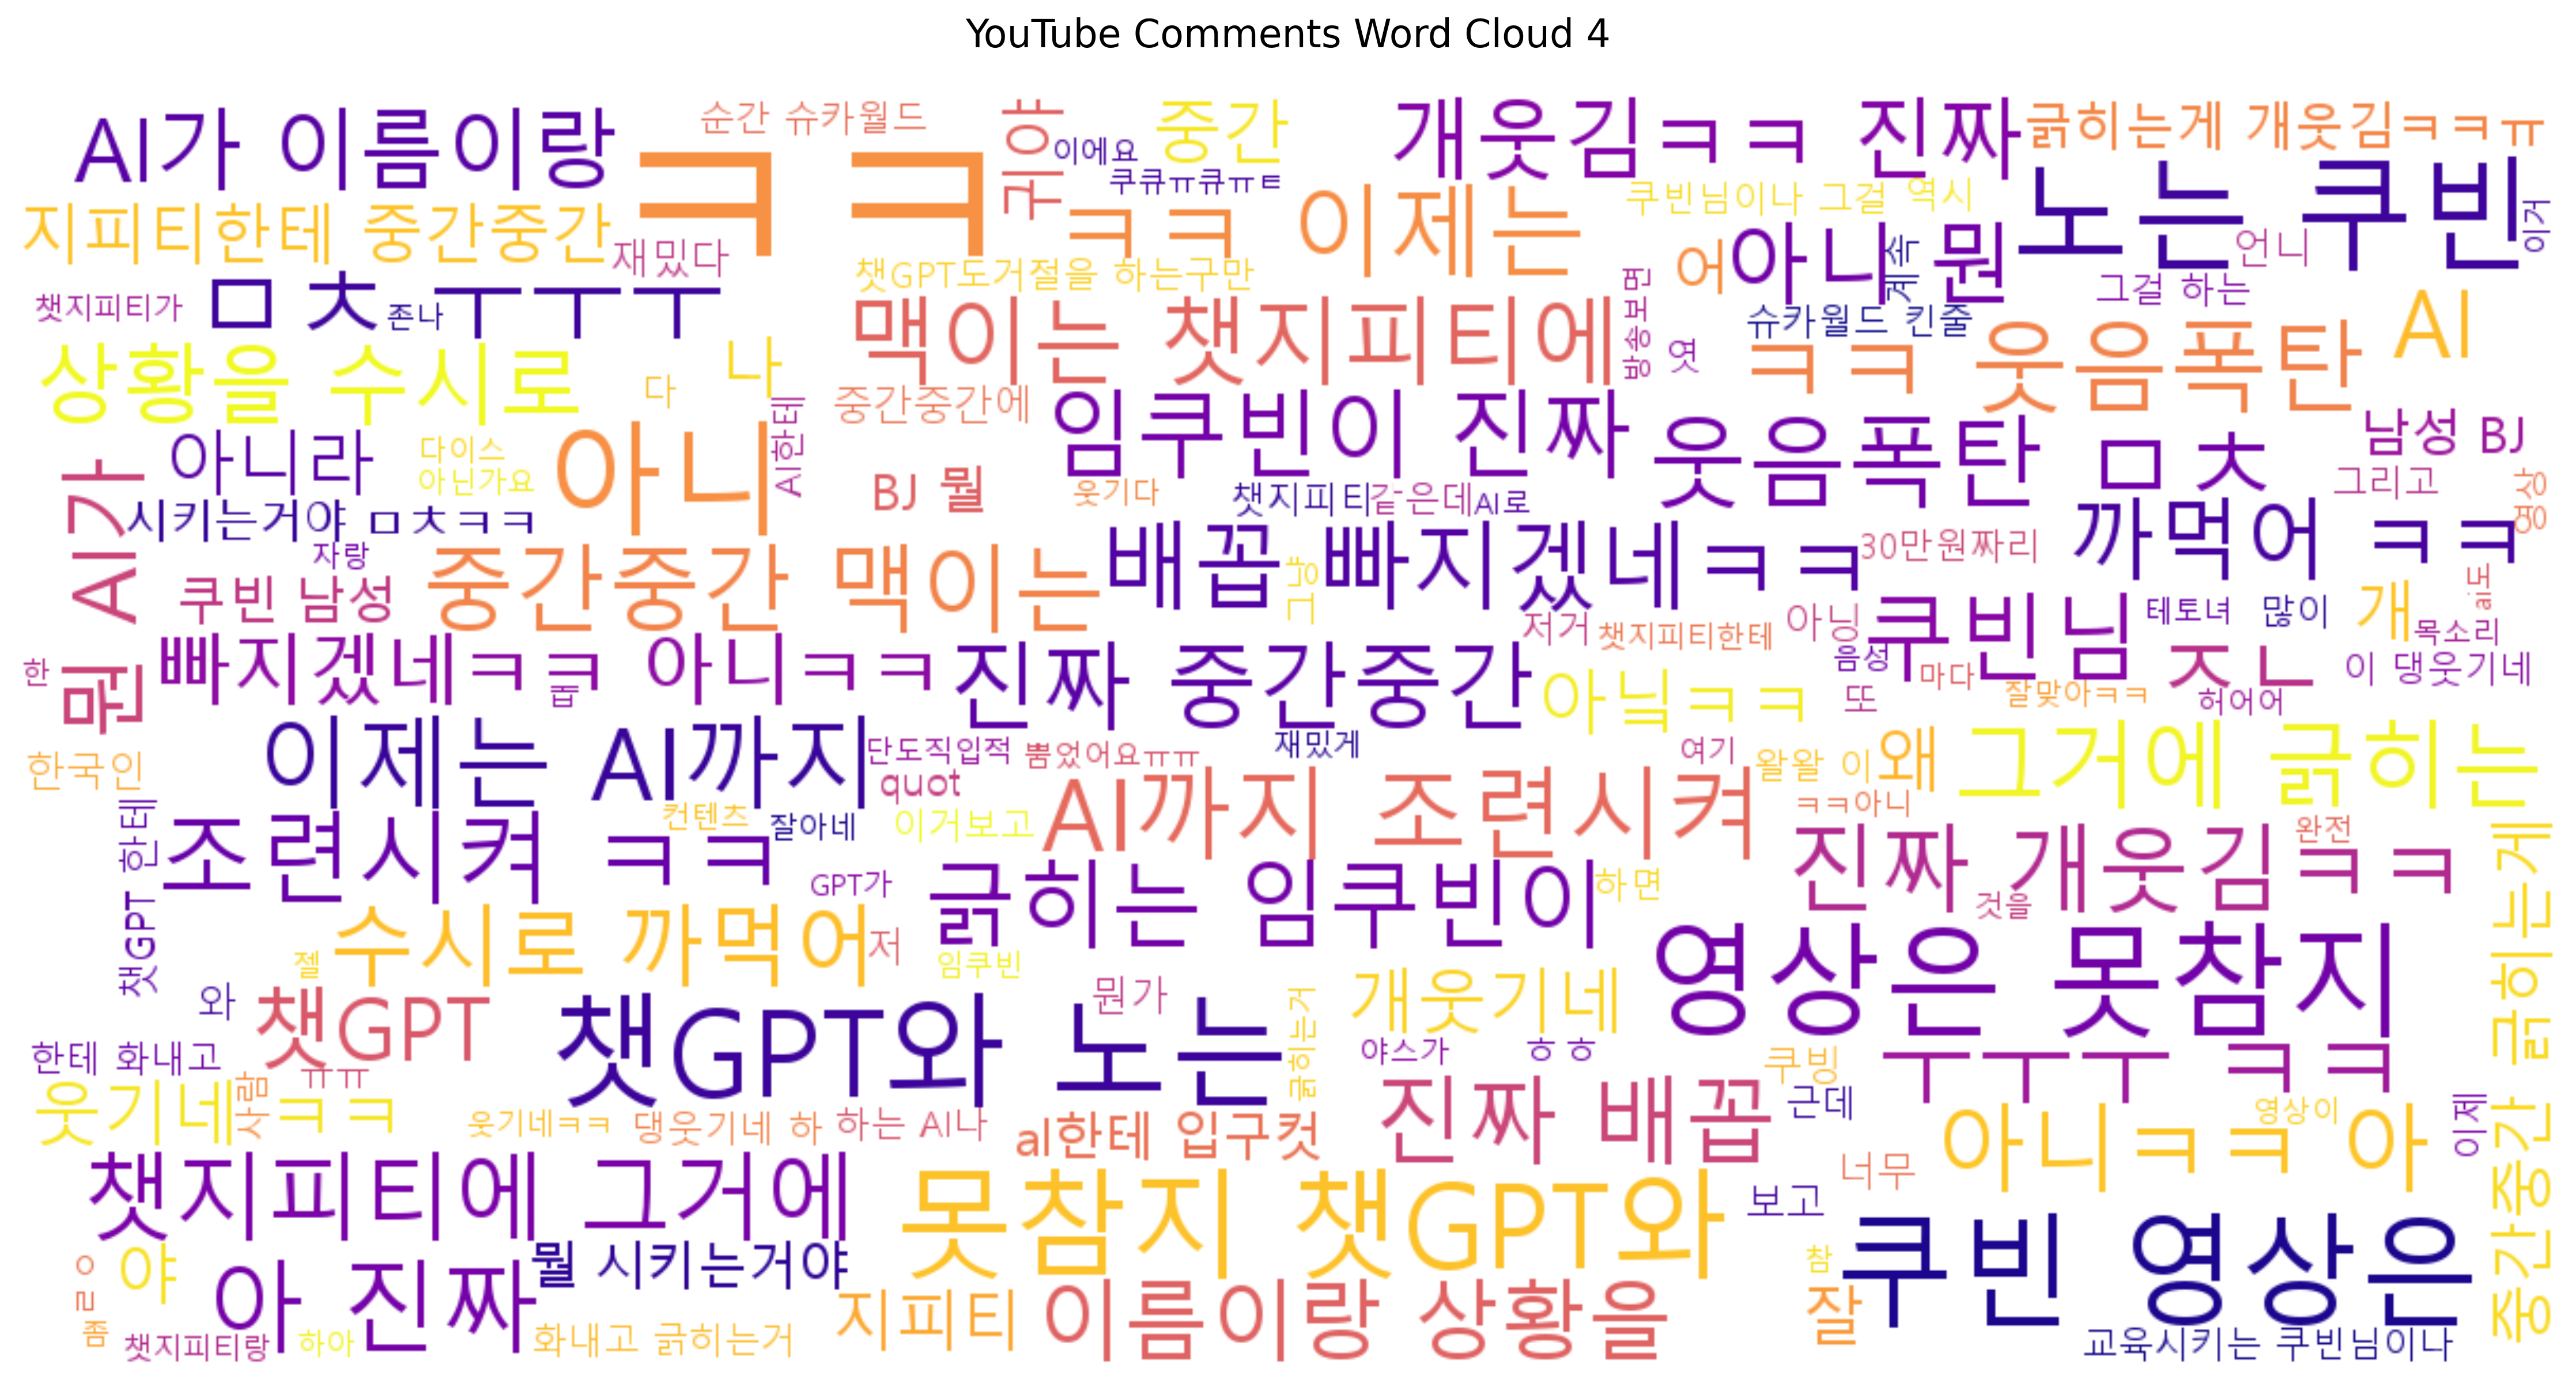 YouTube Comments Word Cloud 4
AI가 이름이랑
순간 슈카월드
귀야
이에요
중간
개웃김ㅋㅋ 진짜
긁히는게 개웃김ㅋㅋㅠ
ㅋㅋ
쿠큐ㅠ큐ㅠㅌ
쿠빈님이나 그걸 역시
노는 쿠빈
이거
지피티한테 중간중간
재밌다
ㅋㅋ 이제는
어
아니 뭔
계속
언니
챗GPT도거절을 하는구만
그걸 하는
챗지피티가
ㅁㅊ
존나
ㅜㅜㅜ
맥이는 챗지피티에
방송보면
엿
슈카월드 킨줄
AI
상황을 수시로
다
나
AI한테
중간중간에
ㅋㅋ 웃음폭탄
임쿠빈이 진짜
웃음폭탄 ㅁㅊ
남성 BJ
아니라
다이스
아닌가요
아니
BJ 뭘
웃기다
챗지피티
같은데
AI로
그리고
영상
뭔 AI가
시키는거야 ㅁㅊㅋㅋ
자랑
쿠빈 남성
중간중간 맥이는
배꼽
그냥
빠지겠네ㅋㅋ
30만원짜리
까먹어 ㅋㅋ
ai도
저거
챗지피티한테
아닝
쿠빈님
테토녀
많이
개
목소리
한
빠지겠네ㅋㅋ 아니ㅋㅋ
좁
진짜 중간중간
아닠ㅋㅋ
음성
또
마다
잘맞아ㅋㅋ
ㅈㄴ
허어어
이 댕웃기네
한국인
이제는 AI까지
단도직입적
뿜었어요ㅠㅠ
재밌게
여기
왈왈 이
왜
그거에 긁히는
quot
챗GPT 한테
조련시켜 ㅋㅋ
컨텐츠
잘아네
이거보고
AI까지 조련시켜
ㅋㅋ아니
진짜 개웃김ㅋㅋ
완전
GPT가
긁히는 임쿠빈이
하면
것을
중간중간 긁히는게
젤
수시로 까먹어
저
임쿠빈
영상은 못참지
와
챗GPT
챗GPT와 노는
뭔가
긁히는거
개웃기네
한테 화내고
ㅠㅠ
야스가
ㅎㅎ
쿠빙
ㅜㅜㅜ ㅋㅋ
웃기네
사람
ㅋㅋ
웃기네ㅋㅋ
댕웃기네 하
하는 AI나
aI한테 입구컷
진짜 배꼽
근데
아니ㅋㅋ 아
영상이
이제
챗지피티에 그거에
못참지 챗GPT와
보고
너무
쿠빈 영상은
ㄹㅇ
야
아 진짜
뭘 시키는거야
참
잘
좀
챗지피티랑
하아
화내고 긁히는거
지피티
이름이랑 상황을
교육시키는 쿠빈님이나